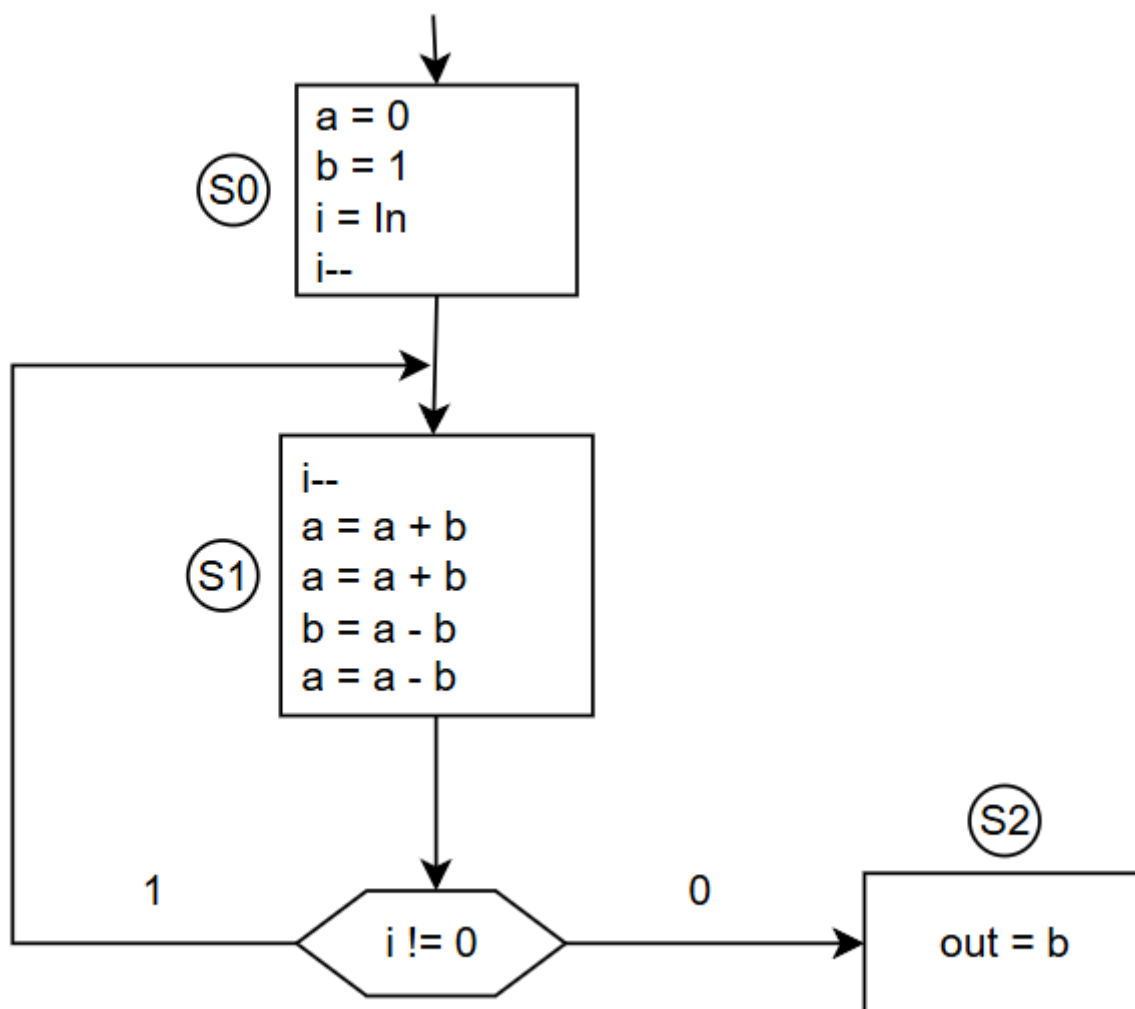 a = 0
b = 1
i = In
i--
S0
i--
a = a + b
a = a + b
b = a - b
a = a - b
S1
S2
1
0
i != 0
out = b